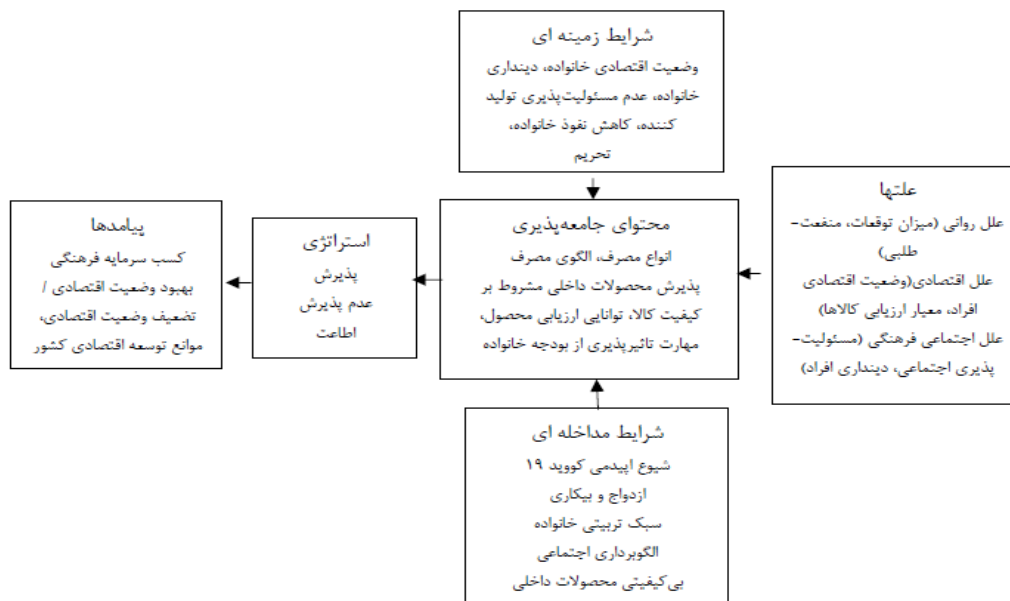 شرایط زمینه ای
وضعیت اقتصادی خانواده، دینداری
خانواده، عدم مسئولیت‌پذیری تولید
کننده، کاهش نفوذ خانواده،
تحریم
علتها
علل روانی (میزان توقعات، منفعت-
طلبی)
علل اقتصادی(وضعیت اقتصادی
افراد، معیار ارزیابی کالاها)
علل اجتماعی فرهنگی (مسئولیت-
پذیری اجتماعی، دینداری افراد)
محتوای جامعه‌پذیری
انواع مصرف، الگوی مصرف
پذیرش محصولات داخلی مشروط بر
کیفیت کالا، توانایی ارزیابی محصول،
مهارت تاثیرپذیری از بودجه خانواده
استراتژی
پذیرش
عدم پذیرش
اطاعت
پیامدها
کسب سرمایه فرهنگی
بهبود وضعیت اقتصادی /
تضعیف وضعیت اقتصادی،
موانع توسعه اقتصادی کشور
شرایط مداخله ای
شیوع اپیدمی کووید ۱۹
ازدواج و بیکاری
سبک تربیتی خانواده
الگوبرداری اجتماعی
بی‌کیفیتی محصولات داخلی